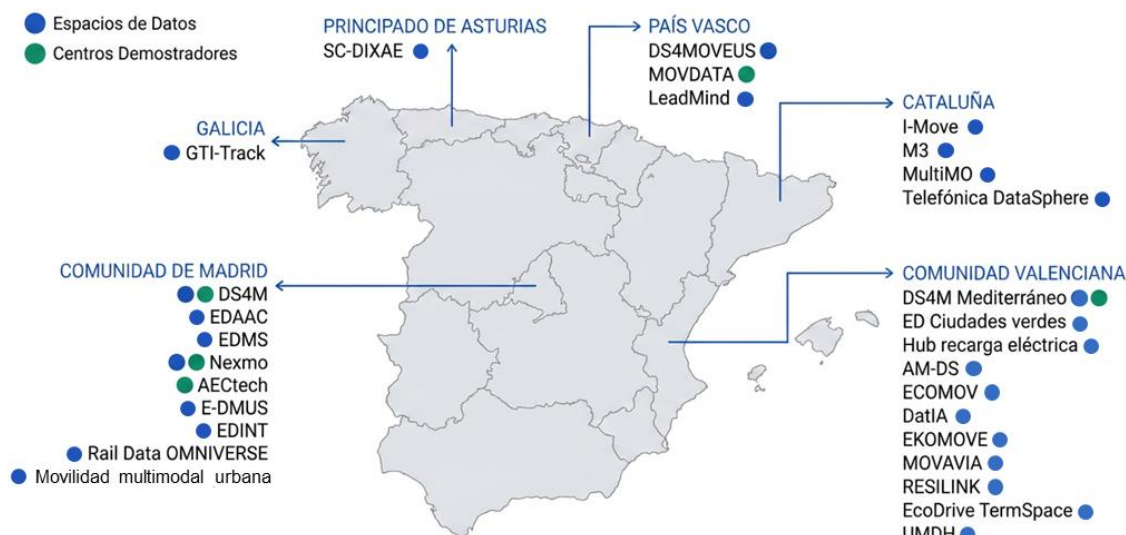 Espacios de Datos
Centros Demostradores
PRINCIPADO DE ASTURIAS
SC-DIXAE
PAÍS VASCO
DS4MOVEUS
MOVDATA
LeadMind
CATALUÑA
I-Move
M3
MultiMO
Telefónica DataSphere
GALICIA
GTI-Track
COMUNIDAD DE MADRID
DS4M
EDAAC
EDMS
Nexmo
AECtech
E-DMUS
EDINT
Rail Data OMNIVERSE
Movilidad multimodal urbana
COMUNIDAD VALENCIANA
DS4M Mediterráneo
ED Ciudades verdes
Hub recarga eléctrica
AM-DS
ECOMOV
DatIA
EKOMOVE
MOVAVIA
RESILINK
EcoDrive TermSpace